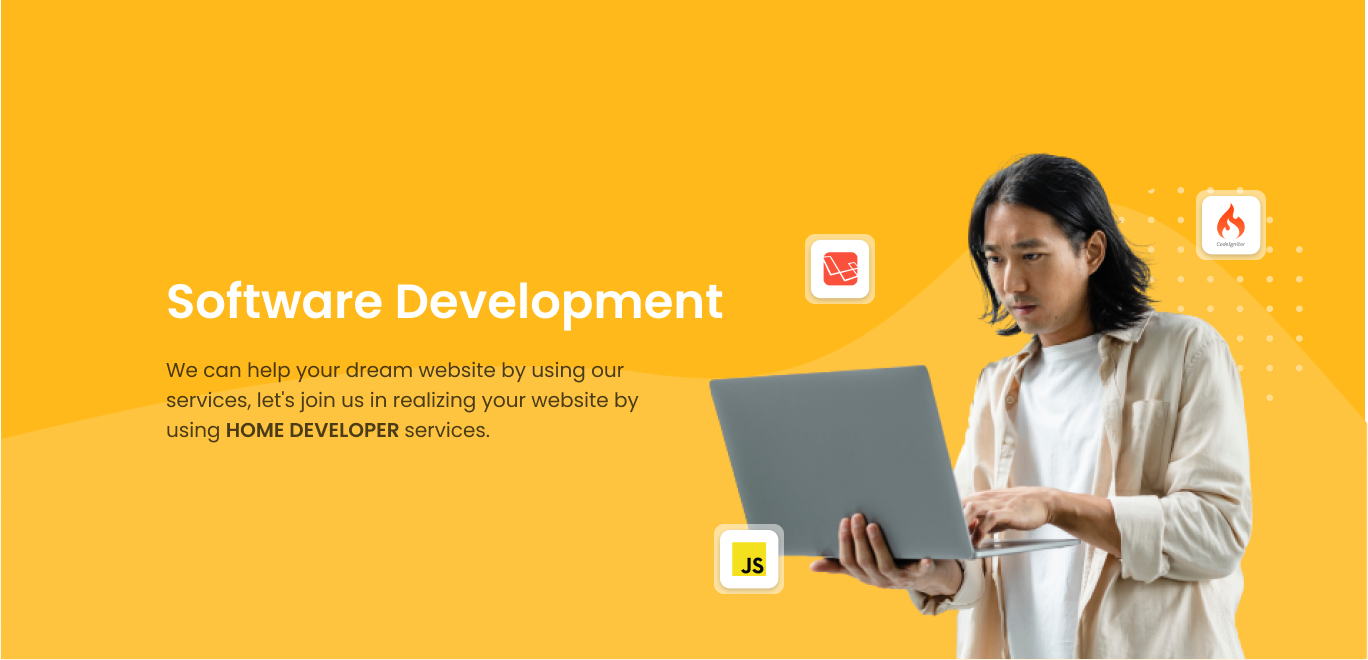 Software Development
We can help your dream website by using our
services, let's join us in realizing your website by
using HOME DEVELOPER services.
CodeIgniter
JS